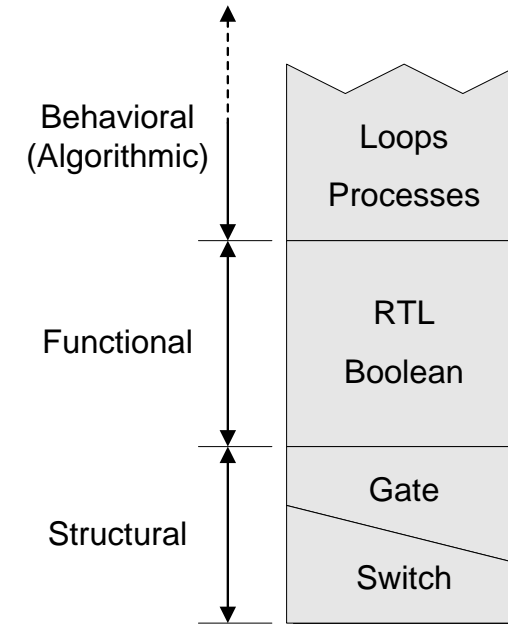 Behavioral
(Algorithmic)
Loops
Processes
Functional
RTL
Boolean
Structural
Gate
Switch